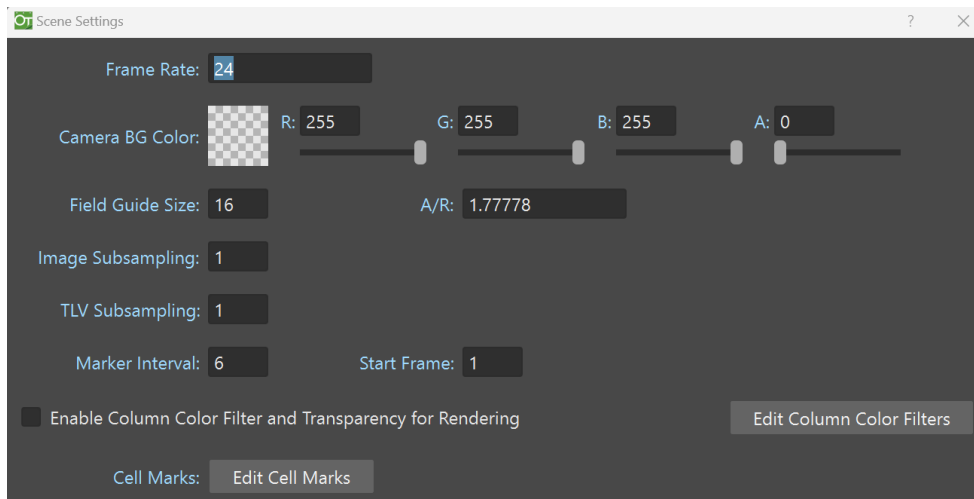 OT Scene Settings ?
Frame Rate: 24
Camera BG Color: R: 255 G: 255 B: 255 A: 0
Field Guide Size: 16 A/R: 1.77778
Image Subsampling: 1
TLV Subsampling: 1
Marker Interval: 6 Start Frame: 1
Enable Column Color Filter and Transparency for Rendering Edit Column Color Filters
Cell Marks: Edit Cell Marks